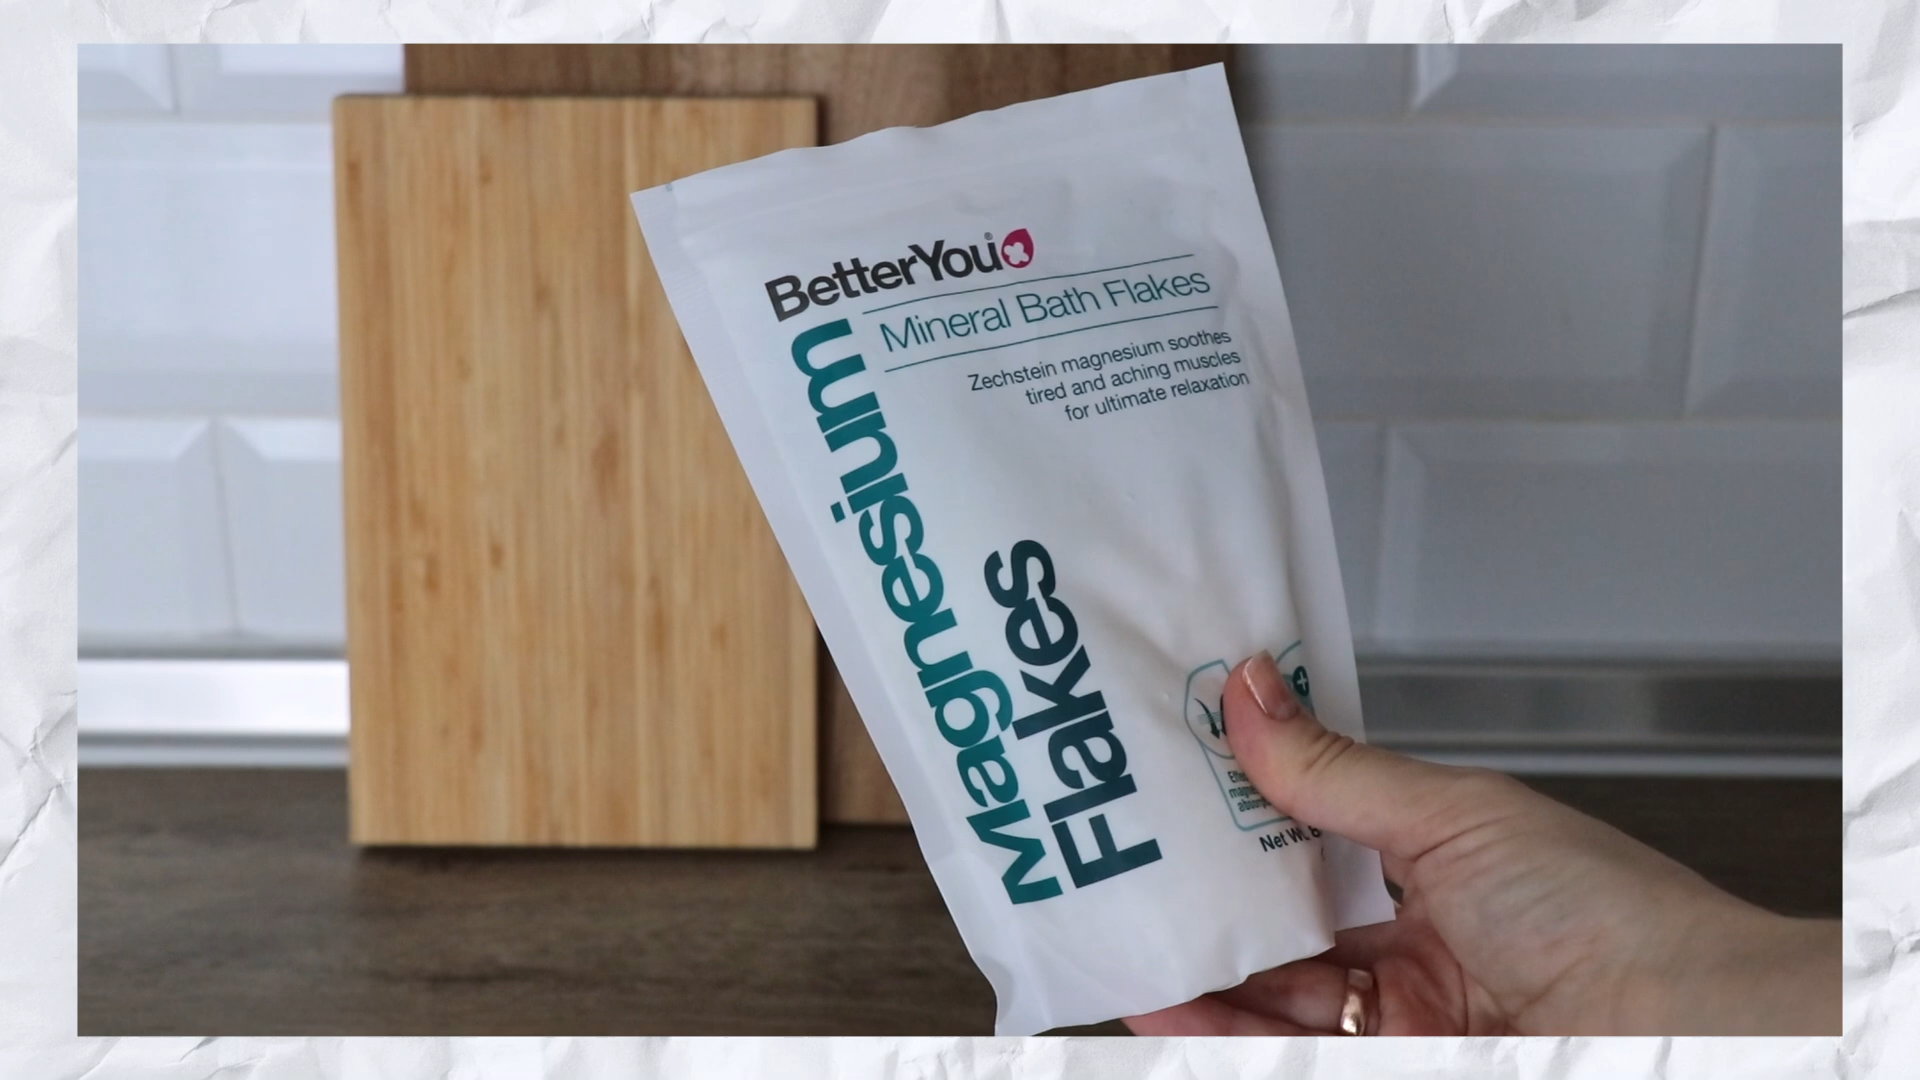 BetterYou
Mineral Bath Flakes
Zechstein magnesium soothes
tired and aching muscles
for ultimate relaxation
Magnesium
Flakes
Net Wt.